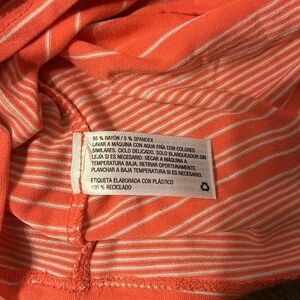 95 % RAYÓN / 5 % SPANDEX
LAVAR A MÁQUINA CON AGUA FRÍA CON COLORES
SIMILARES. CICLO DELICADO. SOLO BLANQUEADOR SIN
LEJÍA SI ES NECESARIO. SECAR A MÁQUINA A
TEMPERATURA BAJA; RETIRAR OPORTUNAMENTE.
PLANCHAR A BAJA TEMPERATURA SI ES NECESARIO.
ETIQUETA ELABORADA CON PLÁSTICO
100 % RECICLADO